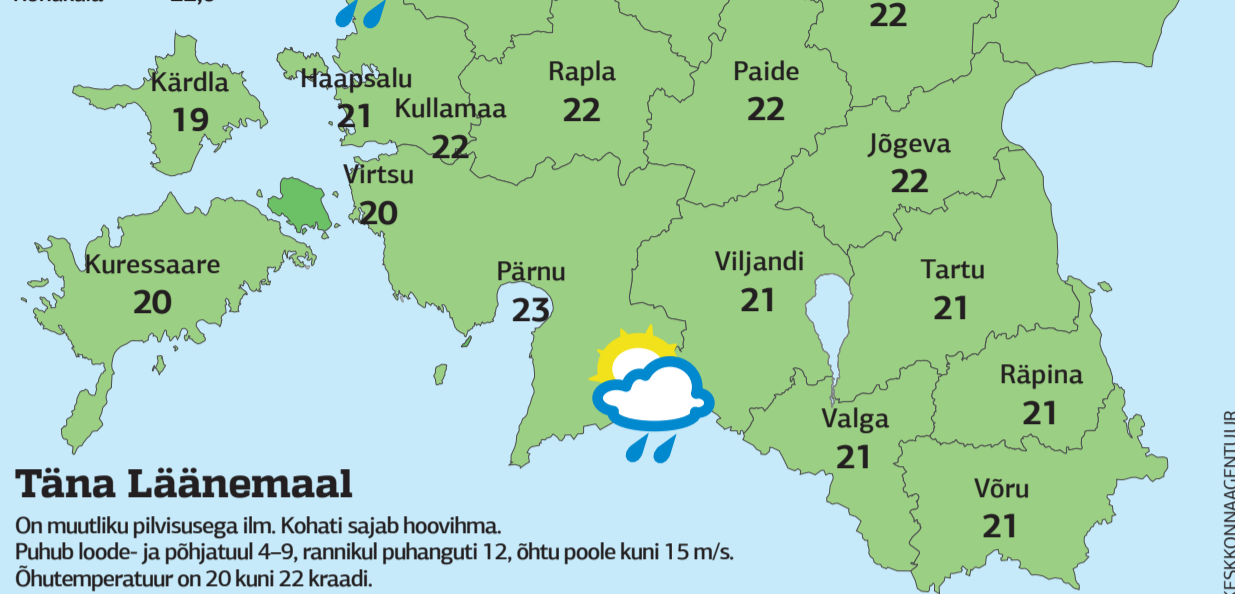 22,5
22
Kärdla
19
Haapsalu
21
Kullamaa
22
Rapla
22
Paide
22
Jõgeva
22
Virtsu
20
Kuressaare
20
Pärnu
23
Viljandi
21
Tartu
21
Räpina
21
Valga
21
Võru
21
Täna Läänemaal
On muutliku pilvisusega ilm. Kohati sajab hoovihma.
Puhub loode- ja põhjatuul 4–9, rannikul puhanguti 12, õhtu poole kuni 15 m/s.
Õhutemperatuur on 20 kuni 22 kraadi.
KESKKONNAAGENTUUR